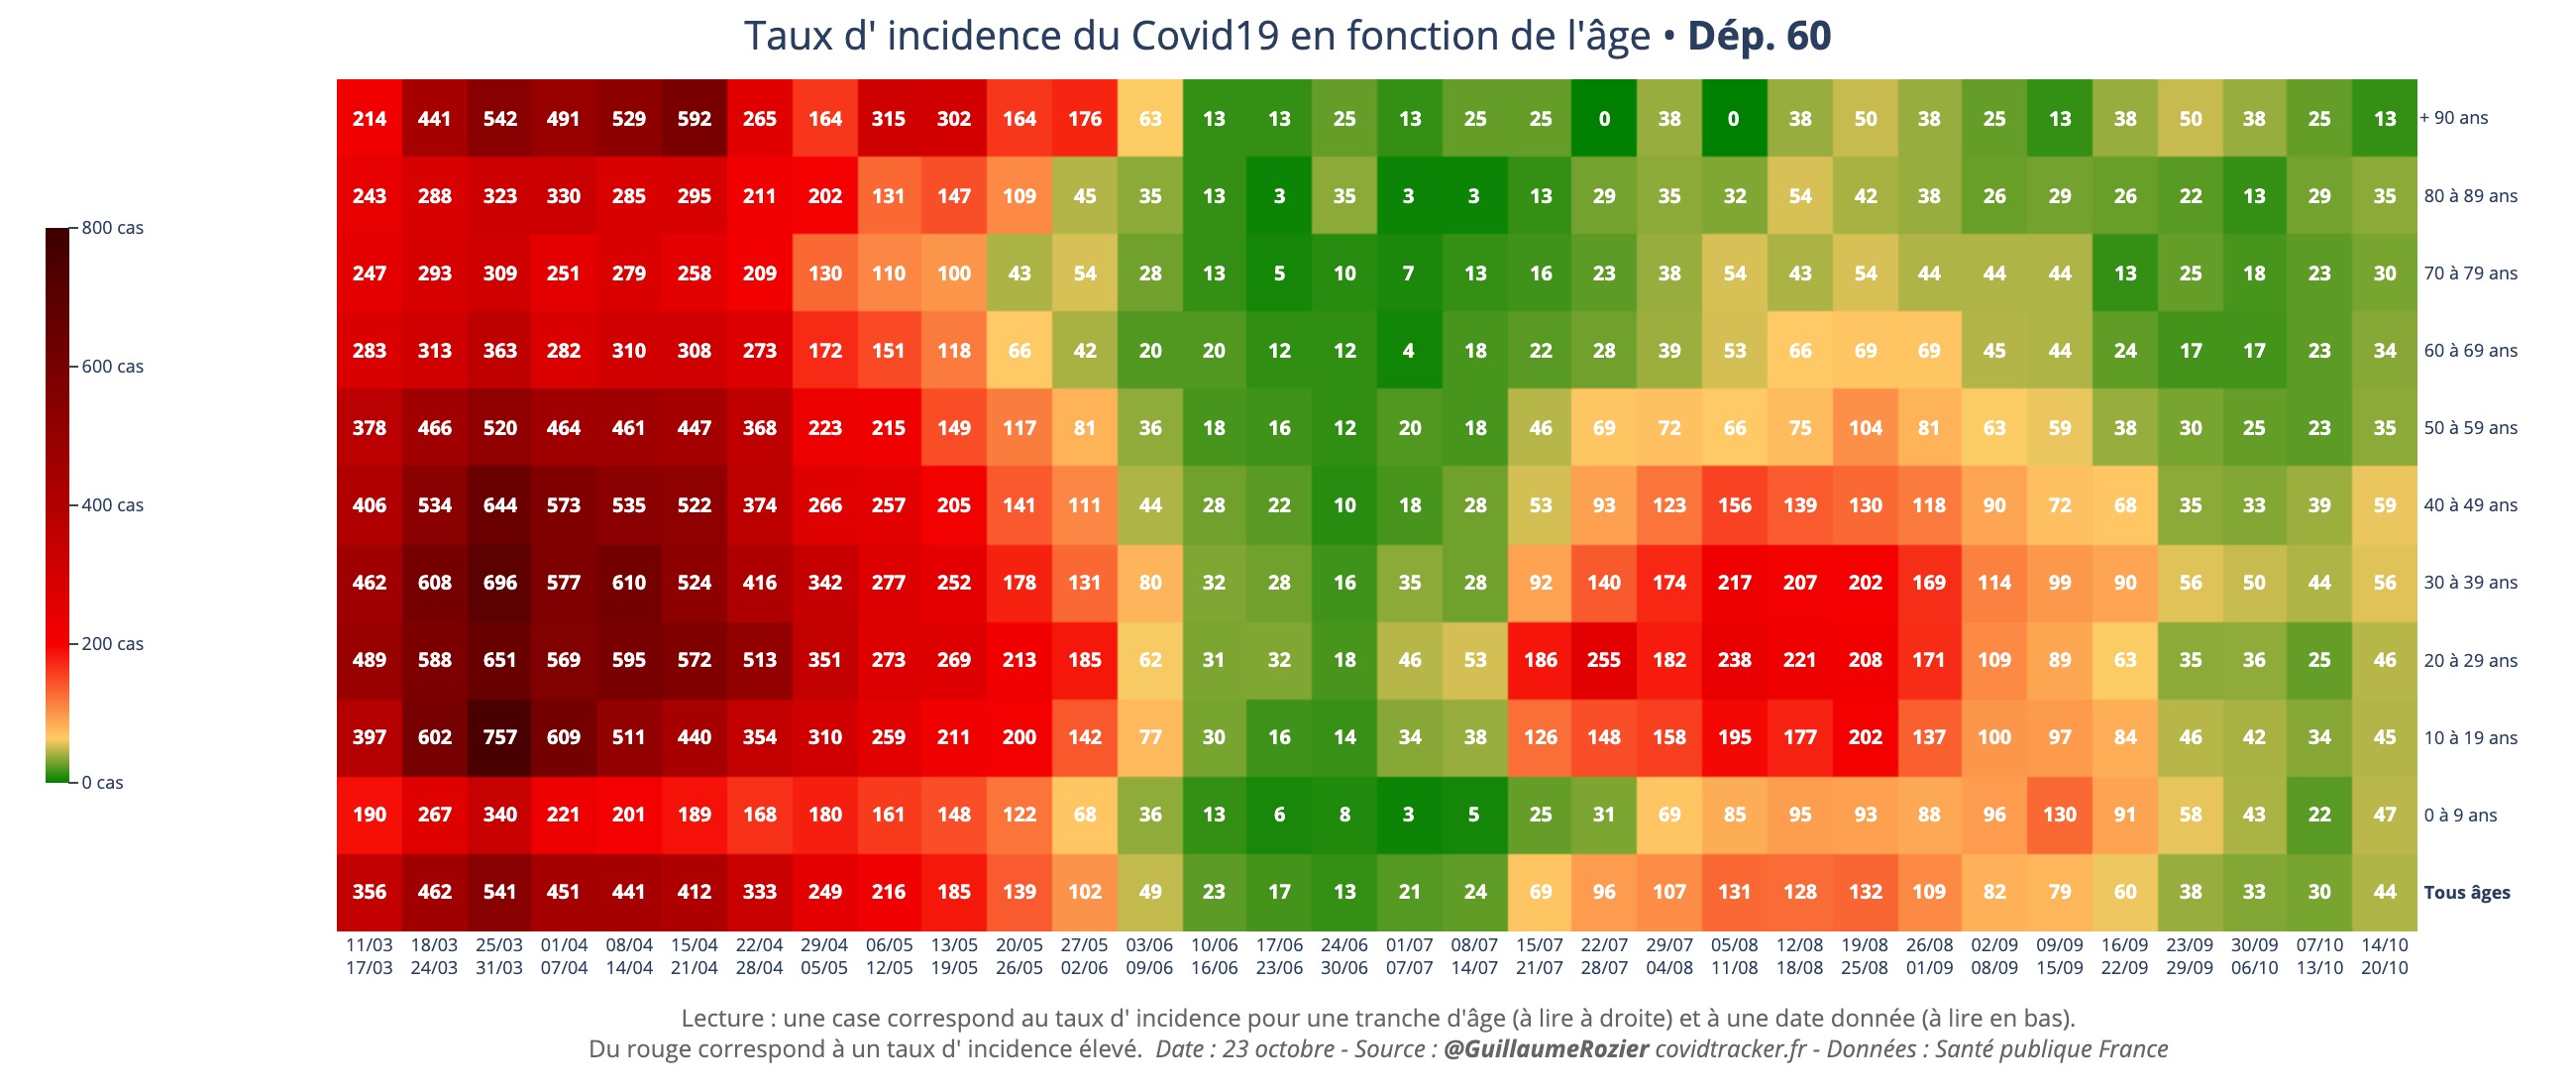 Taux d' incidence du Covid19 en fonction de l'âge • Dép. 60
800 cas
600 cas
400 cas
200 cas
0 cas
214 441 542 491 529 592 265 164 315 302 164 176 63 13 13 25 13 25 25 0 38 0 38 50 38 25 13 38 50 38 25 13 + 90 ans
243 288 323 330 285 295 211 202 131 147 109 45 35 13 3 35 3 3 13 29 35 32 54 42 38 26 29 26 22 13 29 35 80 à 89 ans
247 293 309 251 279 258 209 130 110 100 43 54 28 13 5 10 7 13 16 23 38 54 43 54 44 44 44 13 25 18 23 30 70 à 79 ans
283 313 363 282 310 308 273 172 151 118 66 42 20 20 12 12 4 18 22 28 39 53 66 69 69 45 44 24 17 17 23 34 60 à 69 ans
378 466 520 464 461 447 368 223 215 149 117 81 36 18 16 12 20 18 46 69 72 66 75 104 81 63 59 38 30 25 23 35 50 à 59 ans
406 534 644 573 535 522 374 266 257 205 141 111 44 28 22 10 18 28 53 93 123 156 139 130 118 90 72 68 35 33 39 59 40 à 49 ans
462 608 696 577 610 524 416 342 277 252 178 131 80 32 28 16 35 28 92 140 174 217 207 202 169 114 99 90 56 50 44 56 30 à 39 ans
489 588 651 569 595 572 513 351 273 269 213 185 62 31 32 18 46 53 186 255 182 238 221 208 171 109 89 63 35 36 25 46 20 à 29 ans
397 602 757 609 511 440 354 310 259 211 200 142 77 30 16 14 34 38 126 148 158 195 177 202 137 100 97 84 46 42 34 45 10 à 19 ans
190 267 340 221 201 189 168 180 161 148 122 68 36 13 6 8 3 5 25 31 69 85 95 93 88 96 130 91 58 43 22 47 0 à 9 ans
356 462 541 451 441 412 333 249 216 185 139 102 49 23 17 13 21 24 69 96 107 131 128 132 109 82 79 60 38 33 30 44 Tous âges
11/03 18/03 25/03 01/04 08/04 15/04 22/04 29/04 06/05 13/05 20/05 27/05 03/06 10/06 17/06 24/06 01/07 08/07 15/07 22/07 29/07 05/08 12/08 19/08 26/08 02/09 09/09 16/09 23/09 30/09 07/10 14/10
17/03 24/03 31/03 07/04 14/04 21/04 28/04 05/05 12/05 19/05 26/05 02/06 09/06 16/06 23/06 30/06 07/07 14/07 21/07 28/07 04/08 11/08 18/08 25/08 01/09 08/09 15/09 22/09 29/09 06/10 13/10 20/10
Lecture : une case correspond au taux d' incidence pour une tranche d'âge (à lire à droite) et à une date donnée (à lire en bas).
Du rouge correspond à un taux d' incidence élevé. Date : 23 octobre - Source : @GuillaumeRozier covidtracker.fr - Données : Santé publique France